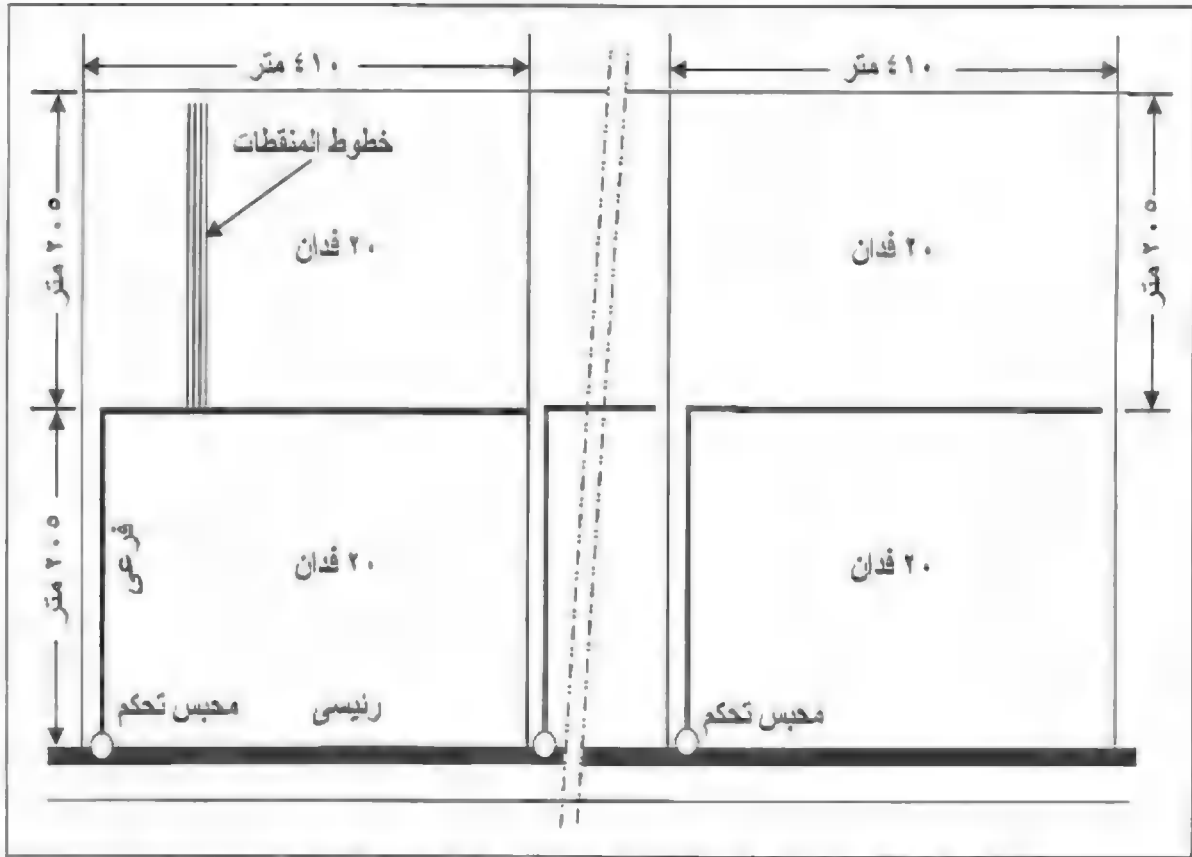 ٤١٠ متر
٤١٠ متر
خطوط المنقطات
٢٠٥ متر
٢٠ فدان
٢٠ فدان
٢٠٥ متر
٢٠٥ متر
فرعى
٢٠ فدان
٢٠ فدان
محبس تحكم
رئيسى
محبس تحكم